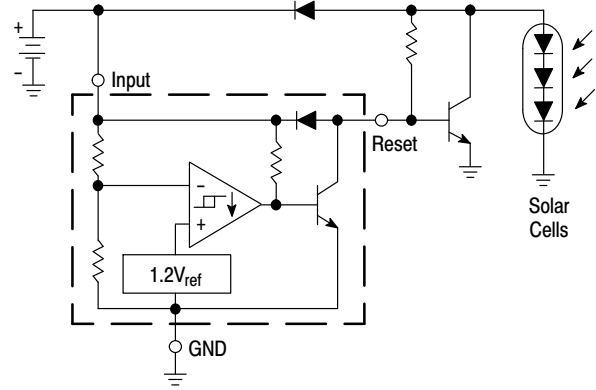 +
−
Input
Reset
Solar
Cells
−
+
1.2Vref
GND